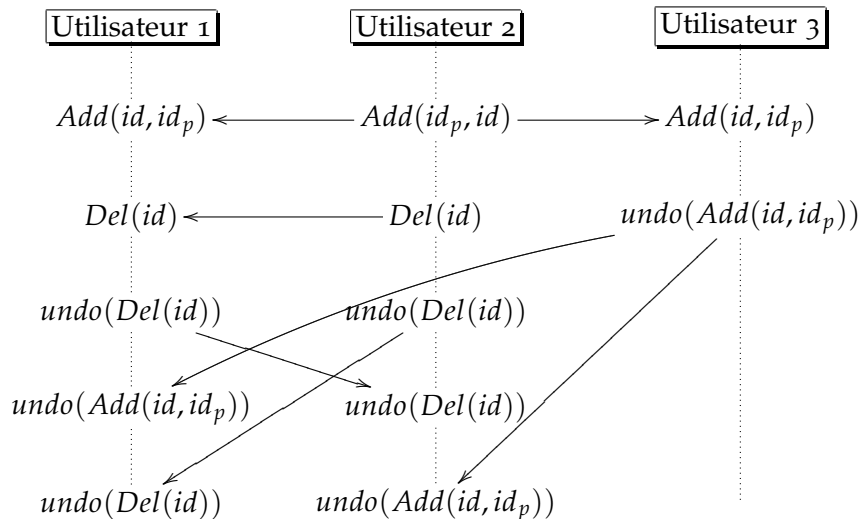 Utilisateur 1 Utilisateur 2 Utilisateur 3
Add(id, id_p) Add(id_p, id) Add(id, id_p)
Del(id) Del(id) undo(Add(id, id_p))
undo(Del(id)) undo(Del(id))
undo(Add(id, id_p)) undo(Del(id))
undo(Del(id)) undo(Add(id, id_p))